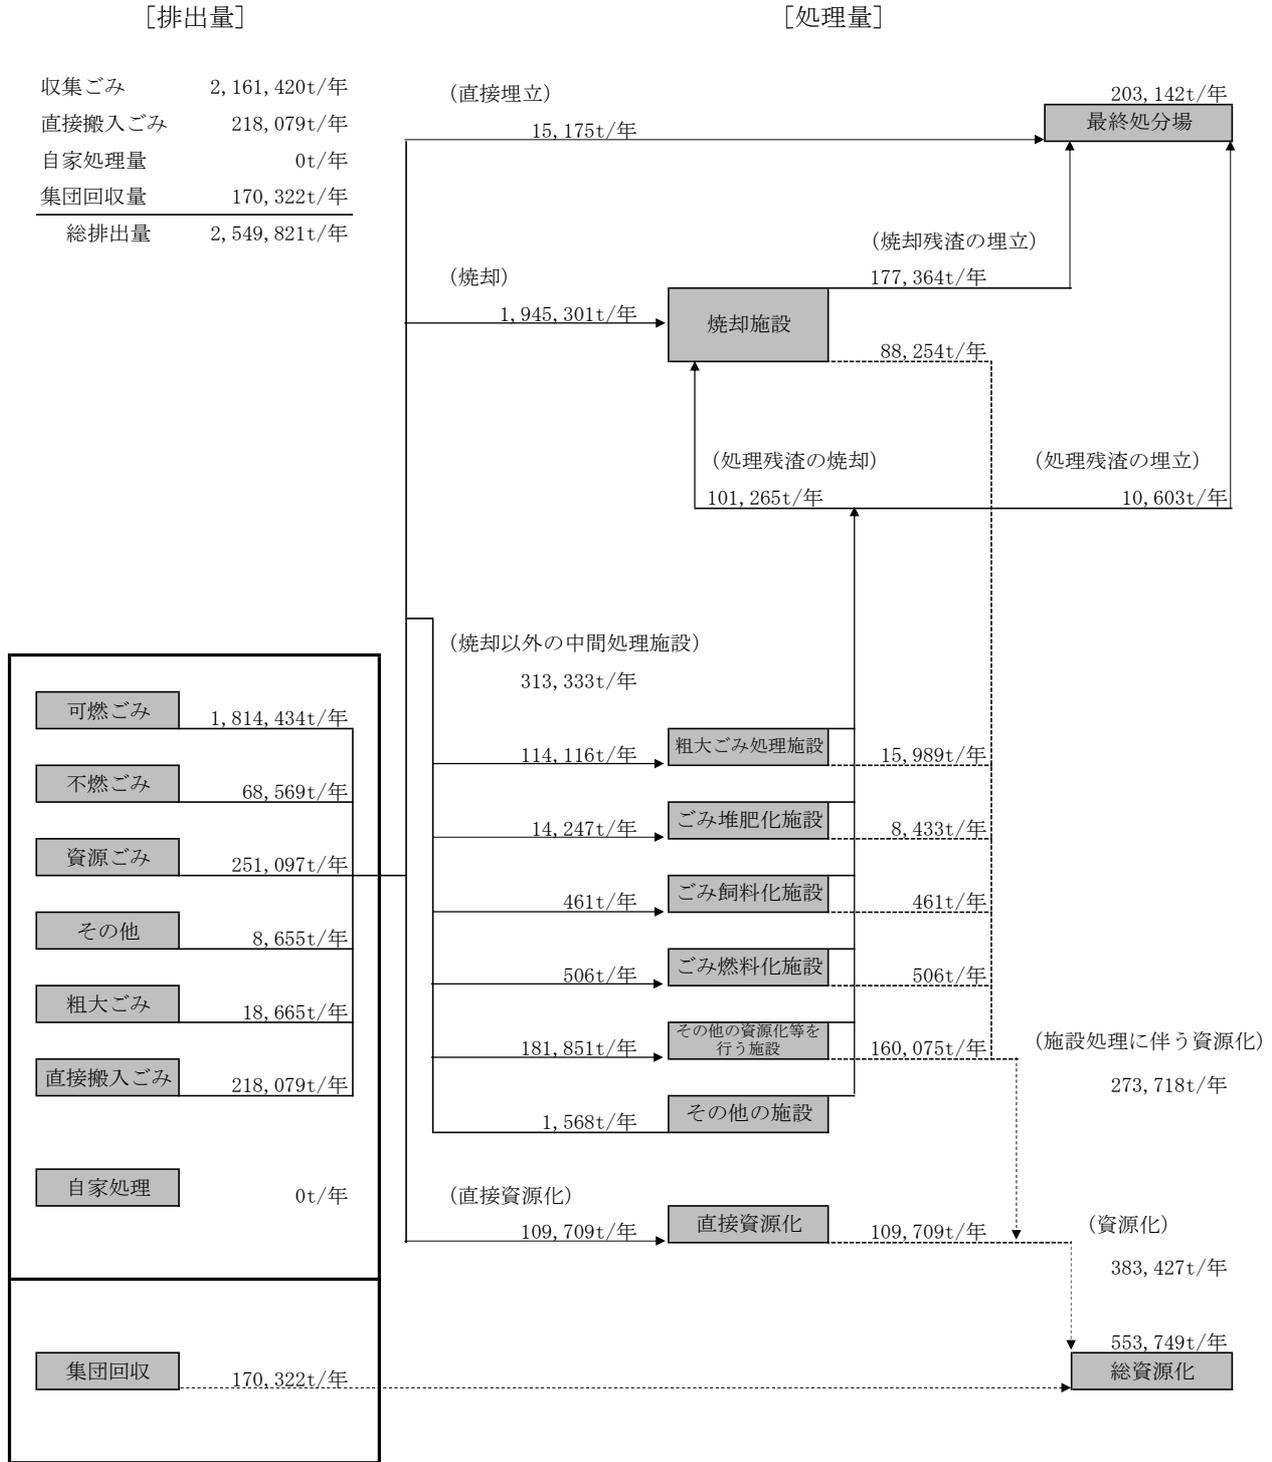 ［排出量］
［処理量］
収集ごみ 2,161,420t/年
直接搬入ごみ 218,079t/年
自家処理量 0t/年
集団回収量 170,322t/年
総排出量 2,549,821t/年
（直接埋立）
15,175t/年
203,142t/年
最終処分場
（焼却残渣の埋立）
177,364t/年
（焼却）
1,945,301t/年
焼却施設
88,254t/年
（処理残渣の焼却）
101,265t/年
（処理残渣の埋立）
10,603t/年
（焼却以外の中間処理施設）
313,333t/年
可燃ごみ 1,814,434t/年
不燃ごみ 68,569t/年
資源ごみ 251,097t/年
その他 8,655t/年
粗大ごみ 18,665t/年
直接搬入ごみ 218,079t/年
自家処理 0t/年
114,116t/年 粗大ごみ処理施設 15,989t/年
14,247t/年 ごみ堆肥化施設 8,433t/年
461t/年 ごみ飼料化施設 461t/年
506t/年 ごみ燃料化施設 506t/年
181,851t/年 その他の資源化等を
行う施設 160,075t/年
1,568t/年 その他の施設
（施設処理に伴う資源化）
273,718t/年
（直接資源化）
109,709t/年 直接資源化 109,709t/年
（資源化）
383,427t/年
553,749t/年
総資源化
集団回収 170,322t/年